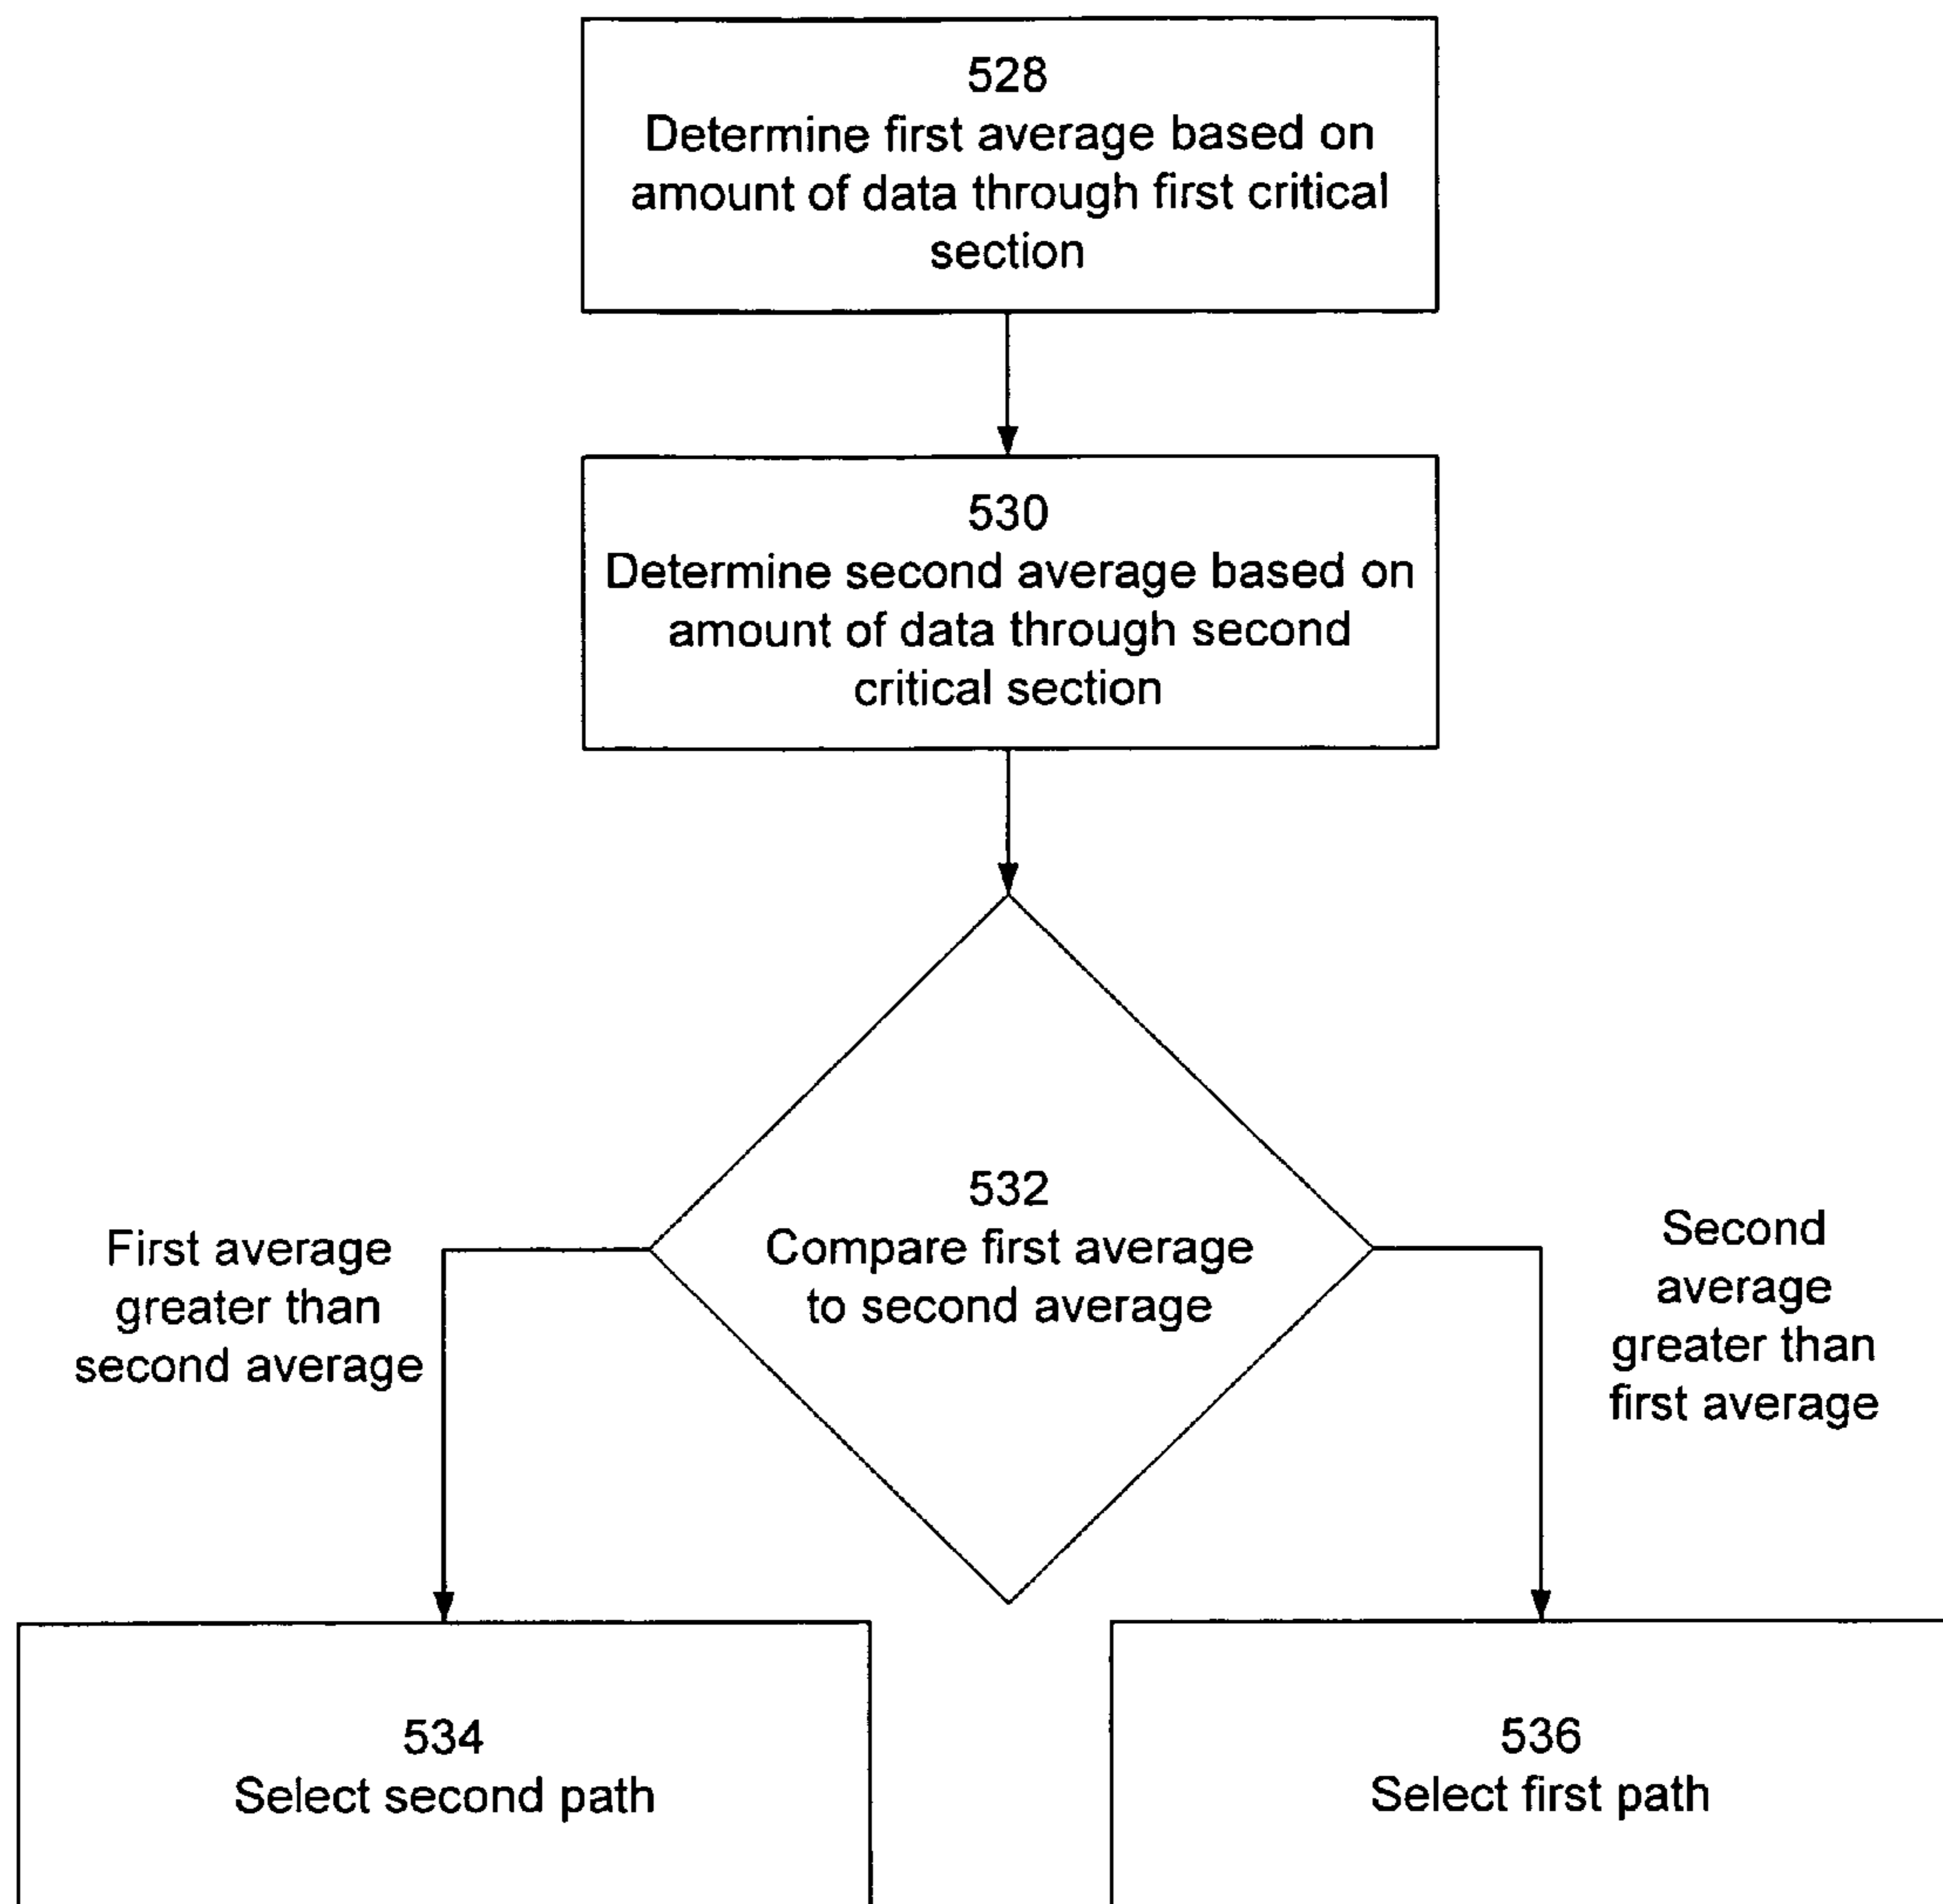 528
Determine first average based on
amount of data through first critical
section
530
Determine second average based on
amount of data through second
critical section
532
Compare first average
to second average
First average
greater than
second average
Second
average
greater than
first average
534
Select second path
536
Select first path